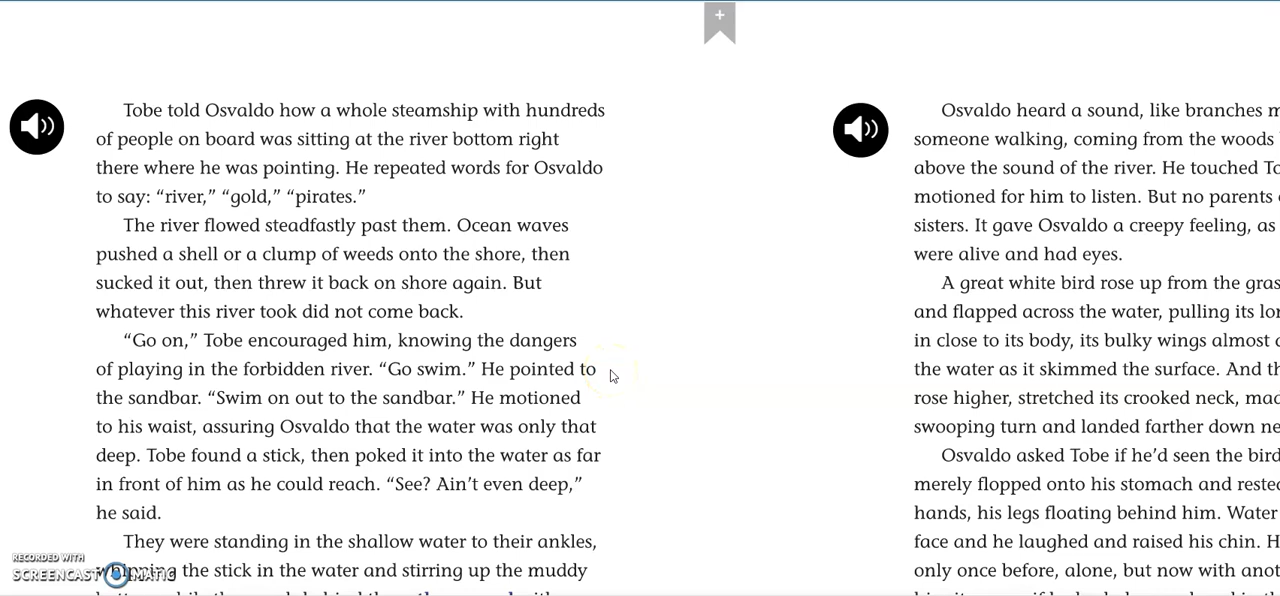 +
Tobe told Osvaldo how a whole steamship with hundreds
of people on board was sitting at the river bottom right
there where he was pointing. He repeated words for Osvaldo
to say: “river,” “gold,” “pirates.”
The river flowed steadfastly past them. Ocean waves
pushed a shell or a clump of weeds onto the shore, then
sucked it out, then threw it back on shore again. But
whatever this river took did not come back.
“Go on,” Tobe encouraged him, knowing the dangers
of playing in the forbidden river. “Go swim.” He pointed to
the sandbar. “Swim on out to the sandbar.” He motioned
to his waist, assuring Osvaldo that the water was only that
deep. Tobe found a stick, then poked it into the water as far
in front of him as he could reach. “See? Ain’t even deep,”
he said.
They were standing in the shallow water to their ankles,
the stick in the water and stirring up the muddy
RECORDED WITH
SCREENCAST-O-MATIC
Osvaldo heard a sound, like branches
someone walking, coming from the woods
above the sound of the river. He touched
motioned for him to listen. But no parents
sisters. It gave Osvaldo a creepy feeling, as
were alive and had eyes.
A great white bird rose up from the
and flapped across the water, pulling its
in close to its body, its bulky wings almost
the water as it skimmed the surface. And
rose higher, stretched its crooked neck,
swooping turn and landed farther down
Osvaldo asked Tobe if he’d seen the bird
merely flopped onto his stomach and
hands, his legs floating behind him. Water
face and he laughed and raised his chin.
only once before, alone, but now with